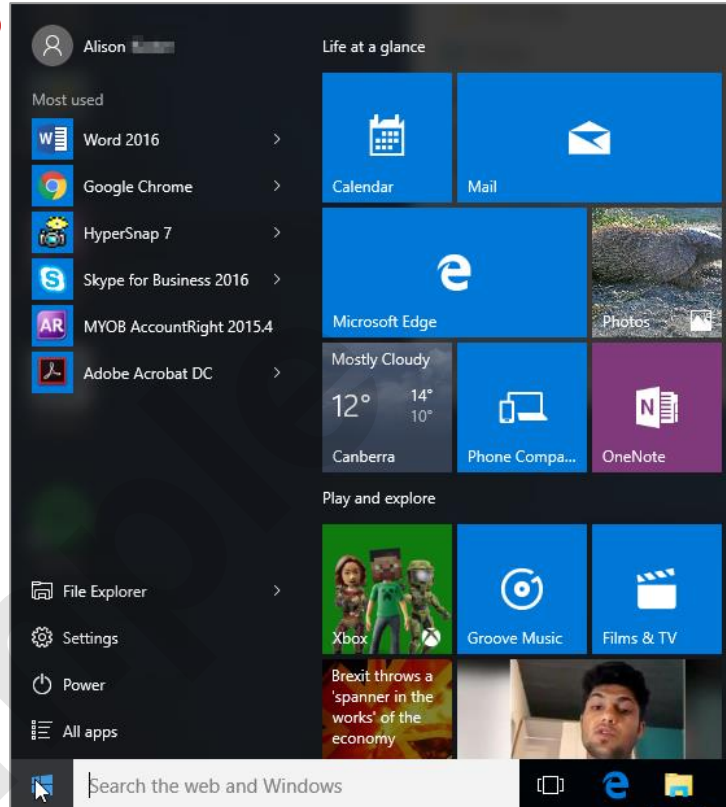 Alison
Life at a glance
Most used
Word 2016
Google Chrome
HyperSnap 7
Skype for Business 2016
AR MYOB AccountRight 2015.4
Adobe Acrobat DC
Calendar
Mail
Microsoft Edge
Photos
Mostly Cloudy
12°
14°
10°
Canberra
Phone Compa...
OneNote
Play and explore
Xbox
Groove Music
Films & TV
Brexit throws a
'spanner in the
works' of the
economy
File Explorer
Settings
Power
All apps
Search the web and Windows